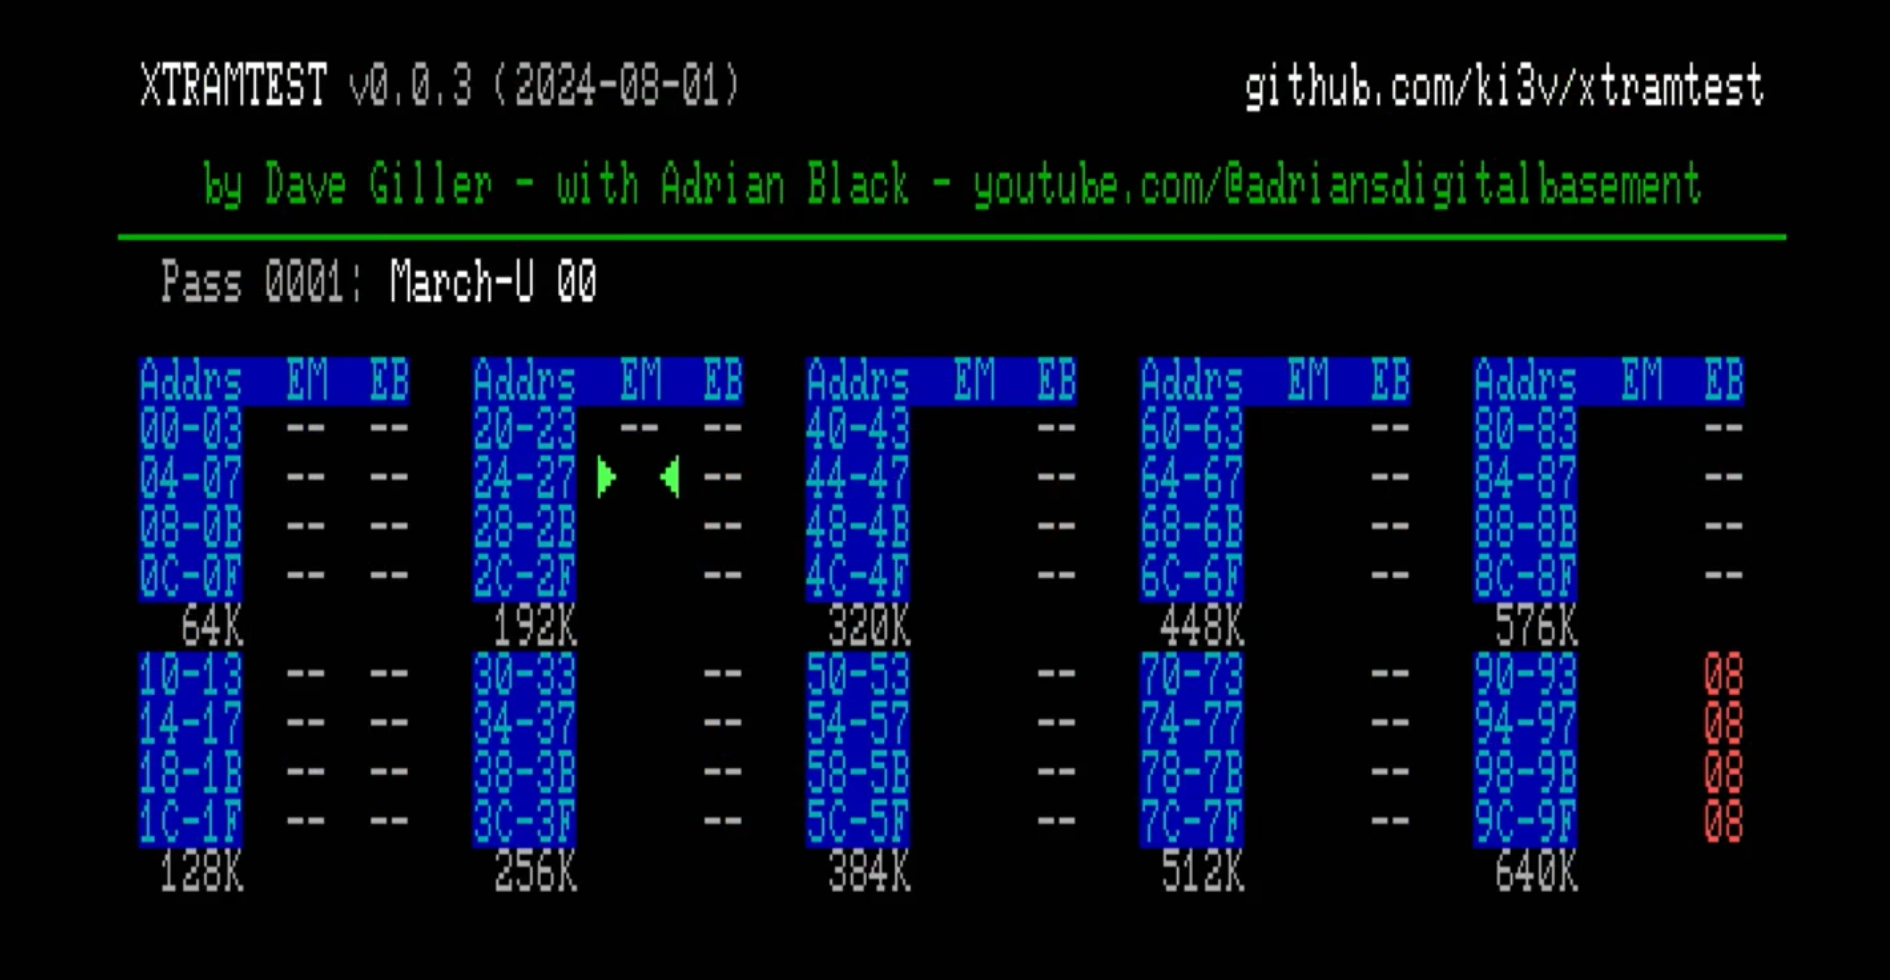 XTRAMTEST v0.0.3 (2024-08-01) github.com/ki3v/xtramtest
by Dave Giller - with Adrian Black - youtube.com/@adriansdigitalbasement
Pass 0001: March-U 00
Addrs EM EB Addrs EM EB Addrs EM EB Addrs EM EB Addrs EM EB
00-03 -- -- 20-23 -- -- 40-43 -- 60-63 -- 80-83 --
04-07 -- -- 24-27 ► ◄ -- 44-47 -- 64-67 -- 84-87 --
08-0B -- -- 28-2B -- 48-4B -- 68-6B -- 88-8B --
0C-0F -- -- 2C-2F -- 4C-4F -- 6C-6F -- 8C-8F --
64K 192K 320K 448K 576K
10-13 -- -- 30-33 -- 50-53 -- 70-73 -- 90-93 08
14-17 -- -- 34-37 -- 54-57 -- 74-77 -- 94-97 08
18-1B -- -- 38-3B -- 58-5B -- 78-7B -- 98-9B 08
1C-1F -- -- 3C-3F -- 5C-5F -- 7C-7F -- 9C-9F 08
128K 256K 384K 512K 640K